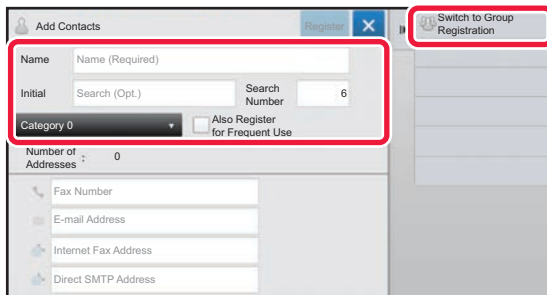 Add Contacts
Register
Switch to Group
Registration
Name
Name (Required)
Initial
Search (Opt.)
Search
Number
6
Category 0
Also Register
for Frequent Use
Number of
Addresses
:
0
Fax Number
E-mail Address
Internet Fax Address
Direct SMTP Address